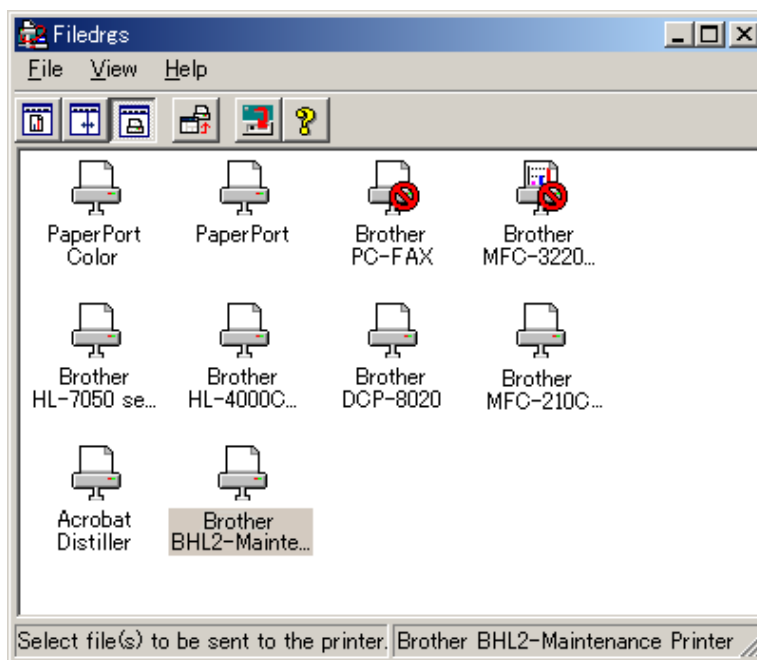 Filedrgs
File View Help
PaperPort
Color
PaperPort
Brother
PC-FAX
Brother
MFC-3220...
Brother
HL-7050 se...
Brother
HL-4000C...
Brother
DCP-8020
Brother
MFC-210C...
Acrobat
Distiller
Brother
BHL2-Mainte...
Select file(s) to be sent to the printer. Brother BHL2-Maintenance Printer